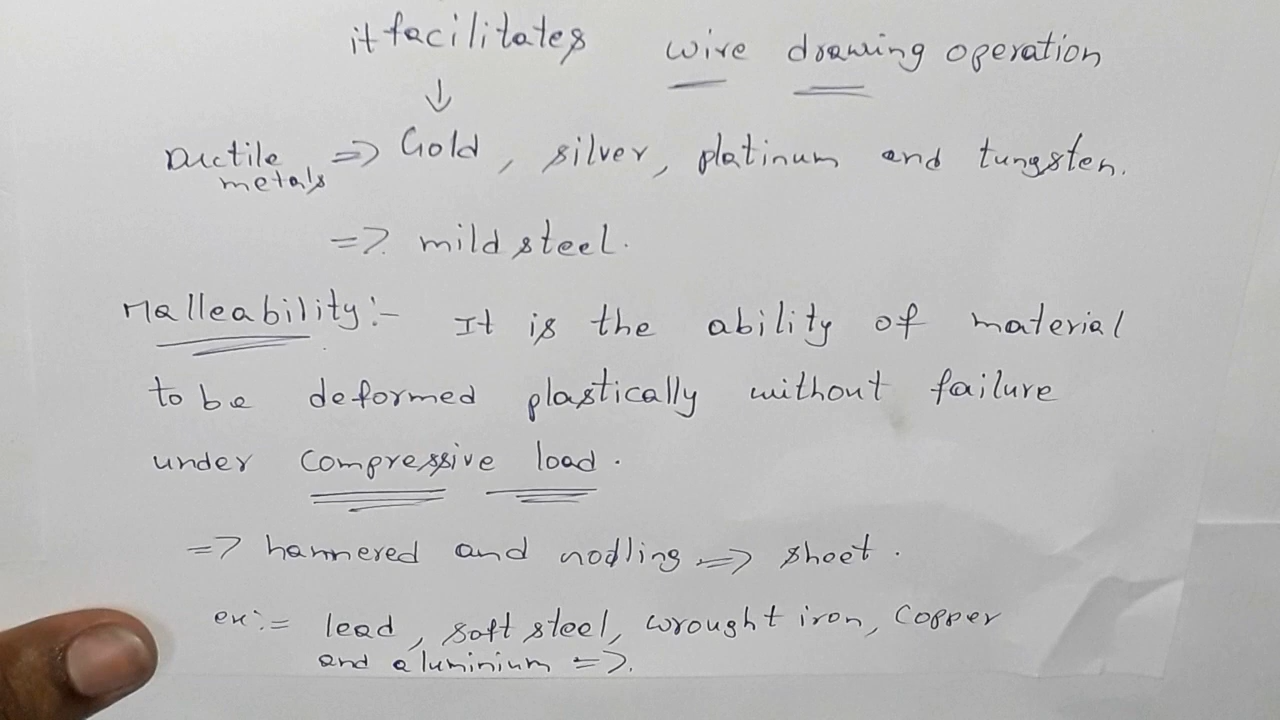 it facilitates wire drawing operation
↓
Ductile metals => Gold, silver, platinum and tungsten.
=> mild steel.
Malleability:- It is the ability of material
to be deformed plastically without failure
under compressive load.
=> hammered and rodling => sheet.
ex:= lead, soft steel, wrought iron, copper
and aluminium =>.